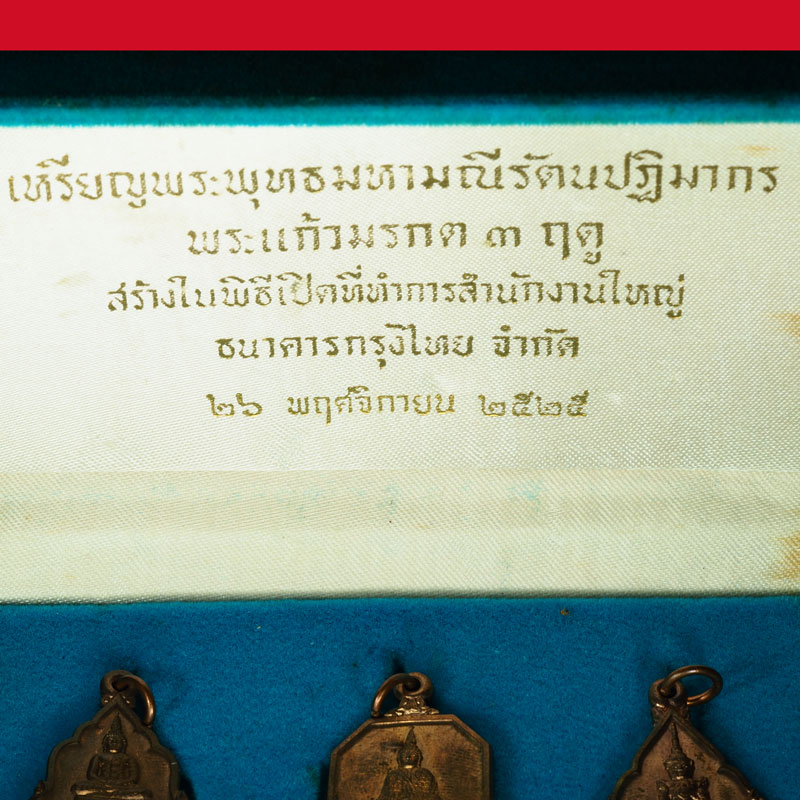 เหรียญพระพุทธมหามณีรัตนปฏิมากร
พระแก้วมรกต ๓ ฤดู
สร้างในพิธีเปิดที่ทำการสำนักงานใหญ่
ธนาคารกรุงไทย จำกัด
๒๖ พฤศจิกายน ๒๕๒๕